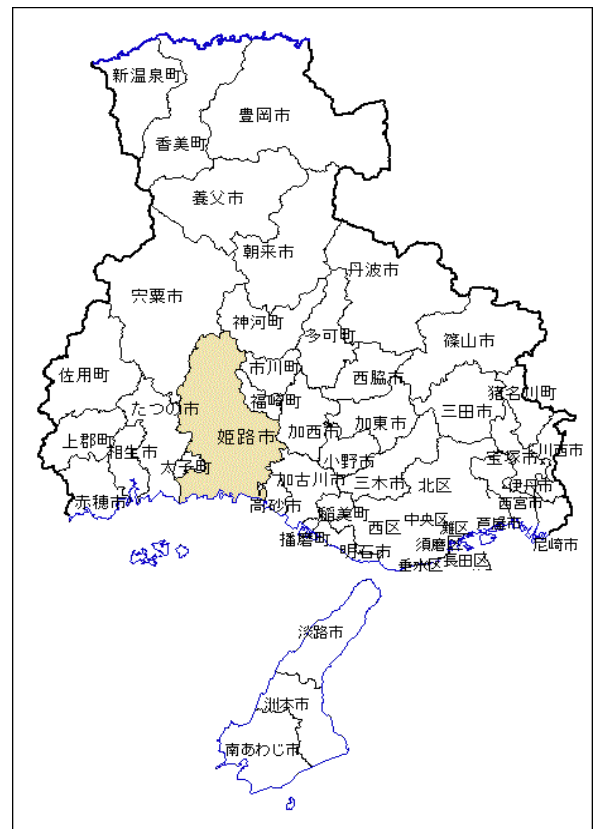 新温泉町
豊岡市
香美町
養父市
朝来市
丹波市
宍粟市
神河町
多可町
篠山市
佐用町
市川町
西脇市
猪名川町
たつの市
福崎町
三田市
加西市
加東市
姫路市
上郡町
相生市
川西市
太子町
小野市
宝塚市
赤穂市
加古川市
三木市
北区
伊丹市
高砂市
稲美町
西宮市
西区
中央区
灘区
芦屋市
播磨町
明石市
須磨区
尼崎市
垂水区
長田区
淡路市
洲本市
南あわじ市